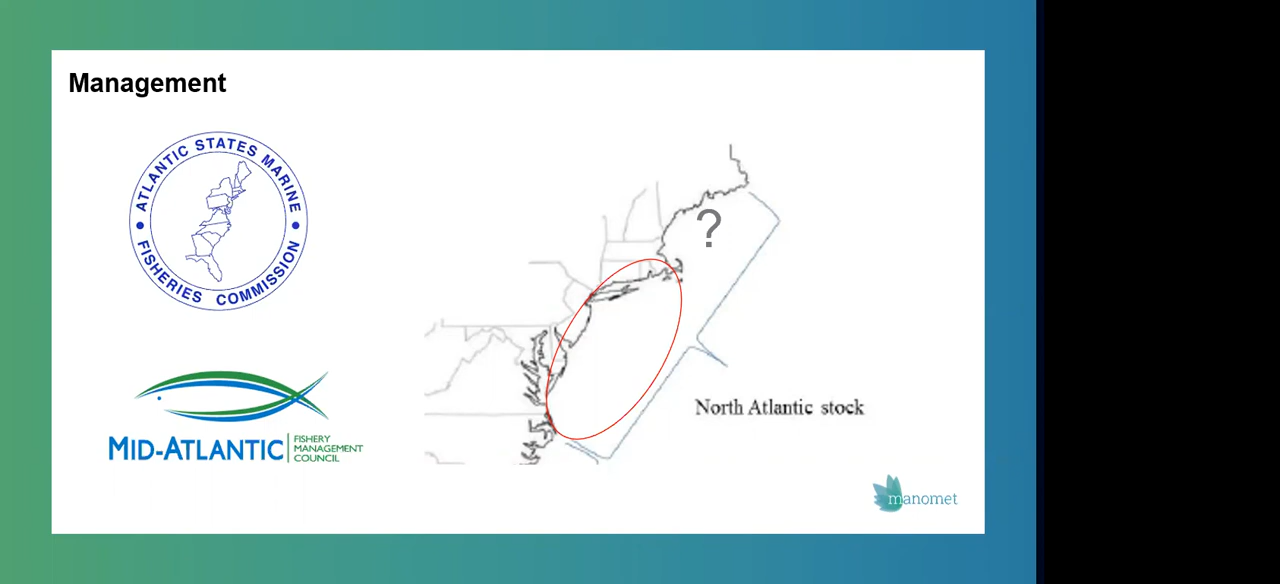 Management
ATLANTIC STATES MARINE
FISHERIES COMMISSION
?
North Atlantic stock
MID-ATLANTIC
FISHERY
MANAGEMENT
COUNCIL
manomet